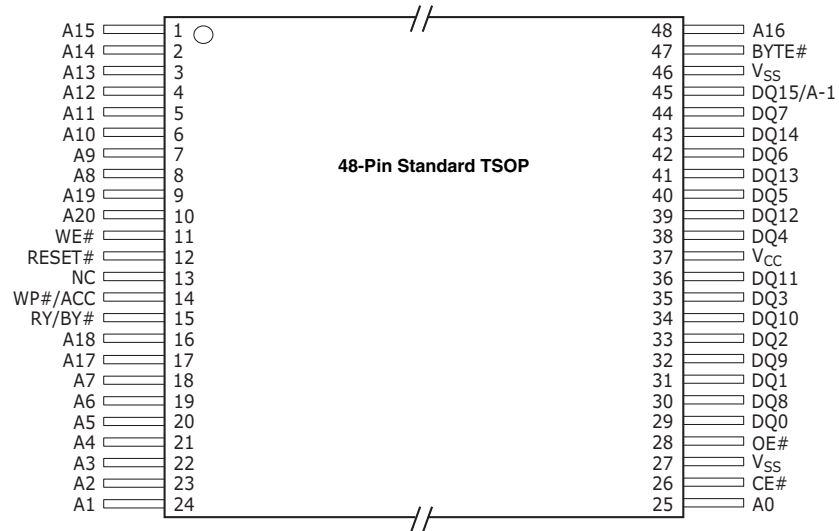 A15 1 48 A16
A14 2 47 BYTE#
A13 3 46 VSS
A12 4 45 DQ15/A-1
A11 5 44 DQ7
A10 6 43 DQ14
A9 7 42 DQ6
A8 8 41 DQ13
A19 9 40 DQ5
A20 10 39 DQ12
WE# 11 38 DQ4
RESET# 12 37 VCC
NC 13 36 DQ11
WP#/ACC 14 35 DQ3
RY/BY# 15 34 DQ10
A18 16 33 DQ2
A17 17 32 DQ9
A7 18 31 DQ1
A6 19 30 DQ8
A5 20 29 DQ0
A4 21 28 OE#
A3 22 27 VSS
A2 23 26 CE#
A1 24 25 A0
48-Pin Standard TSOP